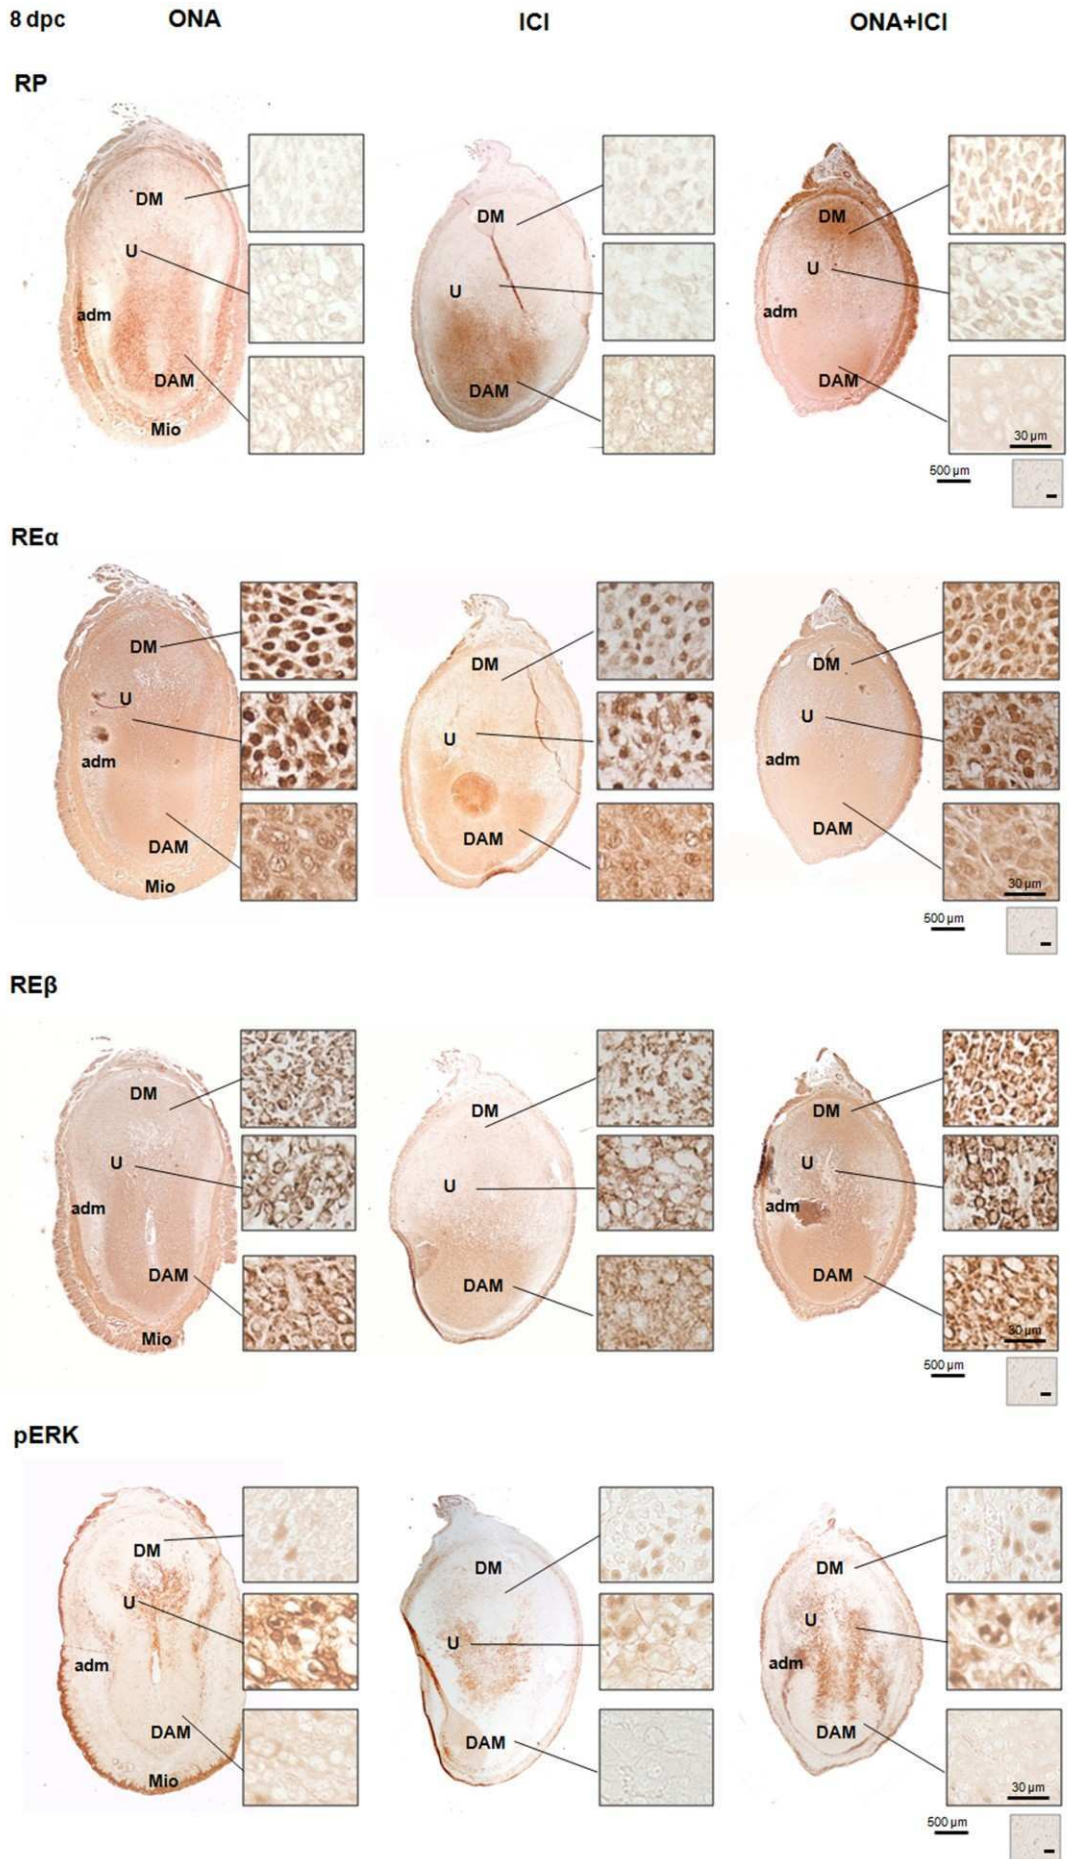 8 dpc ONA ICI ONA+ICI
RP
DM DM DM
U U U
adm adm
DAM DAM DAM
Mio
30 µm
500 µm
REα
DM DM DM
U U U
adm adm
DAM DAM DAM
Mio
30 µm
500 µm
REβ
DM DM DM
U U U
adm adm
DAM DAM DAM
Mio
30 µm
500 µm
pERK
DM DM DM
U U U
adm adm
DAM DAM DAM
Mio
30 µm
500 µm